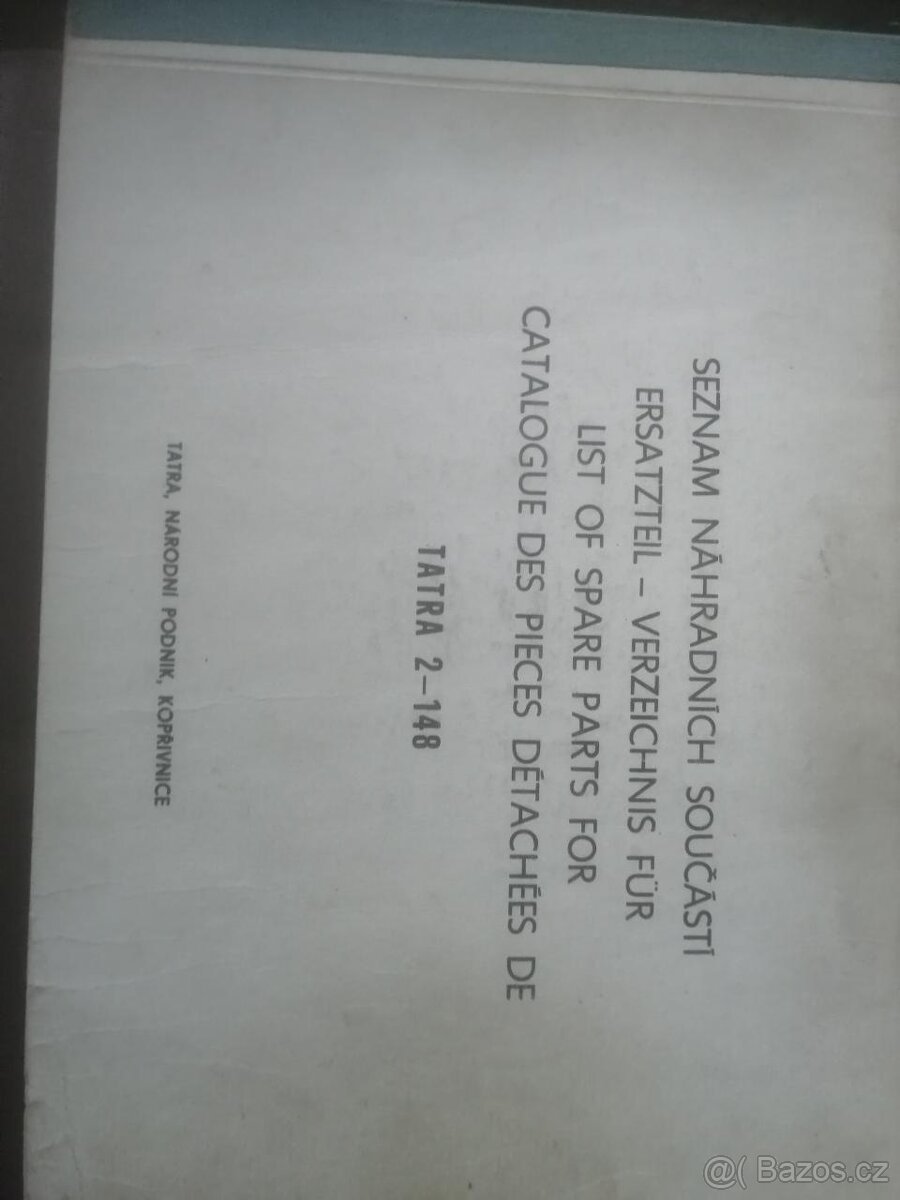 SEZNAM NÁHRADNÍCH SOUČÁSTÍ
ERSATZTEIL – VERZEICHNIS FÜR
LIST OF SPARE PARTS FOR
CATALOGUE DES PIECES DÉTACHÉES DE
TATRA 2–148
TATRA, NÁRODNÍ PODNIK, KOPŘIVNICE
@( Bazos.cz